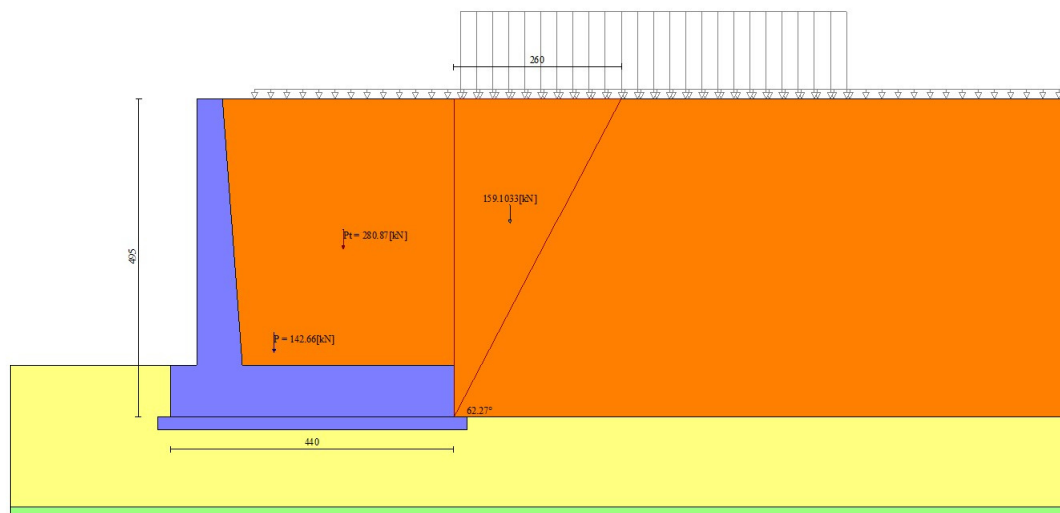 260
159.1033[kN]
Pt = 280.87[kN]
495
P = 142.66[kN]
62.27°
440